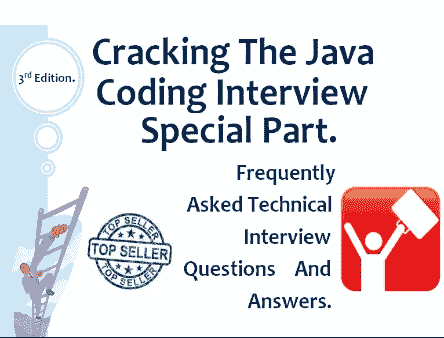 3rd Edition.
Cracking The Java
Coding Interview
Special Part.
Frequently
Asked Technical
Interview
Questions And
Answers.
TOP SELLER
TOP SELLER
TOP SELLER